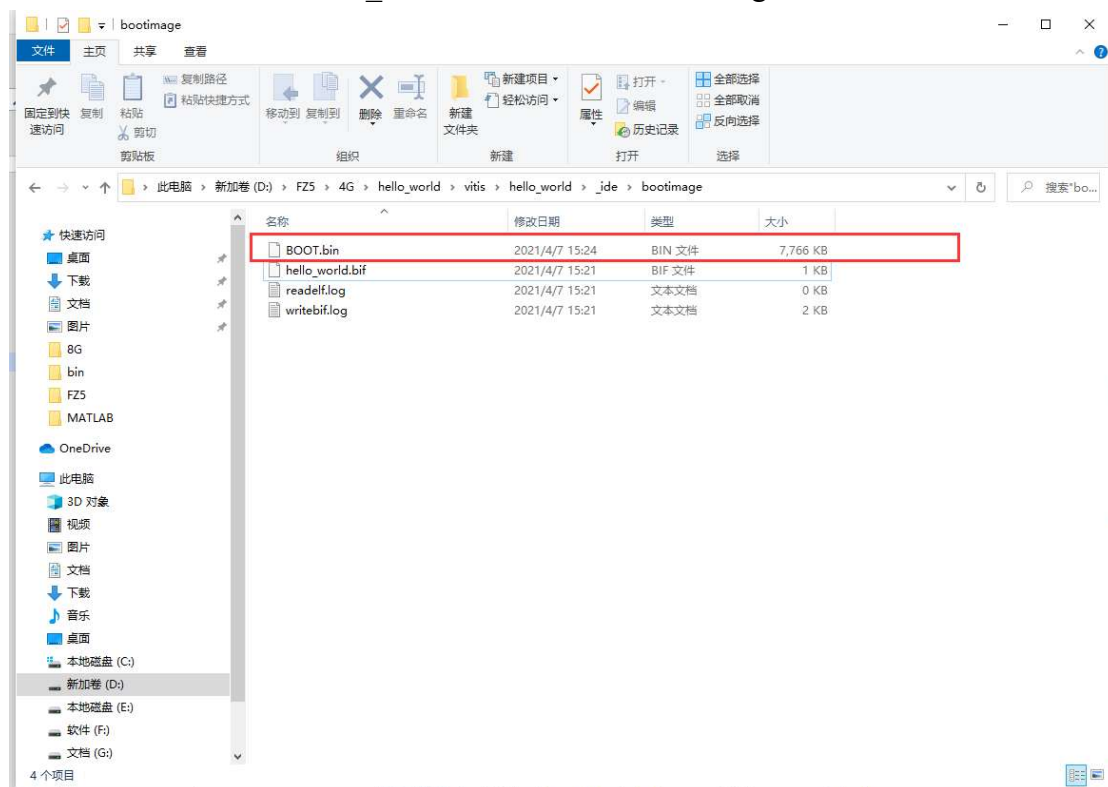 bootimage
文件 主页 共享 查看
固定到快速访问 复制 粘贴 复制路径 粘贴快捷方式 剪切
移动到 复制到 删除 重命名 新建文件夹
新建项目 轻松访问 属性 打开 编辑 历史记录
全部选择 全部取消 反向选择
剪贴板 组织 新建 打开 选择
此电脑 › 新加卷 (D:) › FZ5 › 4G › hello_world › vitis › hello_world › _ide › bootimage
搜索"bo...
名称 修改日期 类型 大小
BOOT.bin 2021/4/7 15:24 BIN 文件 7,766 KB
hello_world.bif 2021/4/7 15:21 BIF 文件 1 KB
readelf.log 2021/4/7 15:21 文本文档 0 KB
writebif.log 2021/4/7 15:21 文本文档 2 KB
快速访问
桌面
下载
文档
图片
8G
bin
FZ5
MATLAB
OneDrive
此电脑
3D 对象
视频
图片
文档
下载
音乐
桌面
本地磁盘 (C:)
新加卷 (D:)
本地磁盘 (E:)
软件 (F:)
文档 (G:)
4 个项目